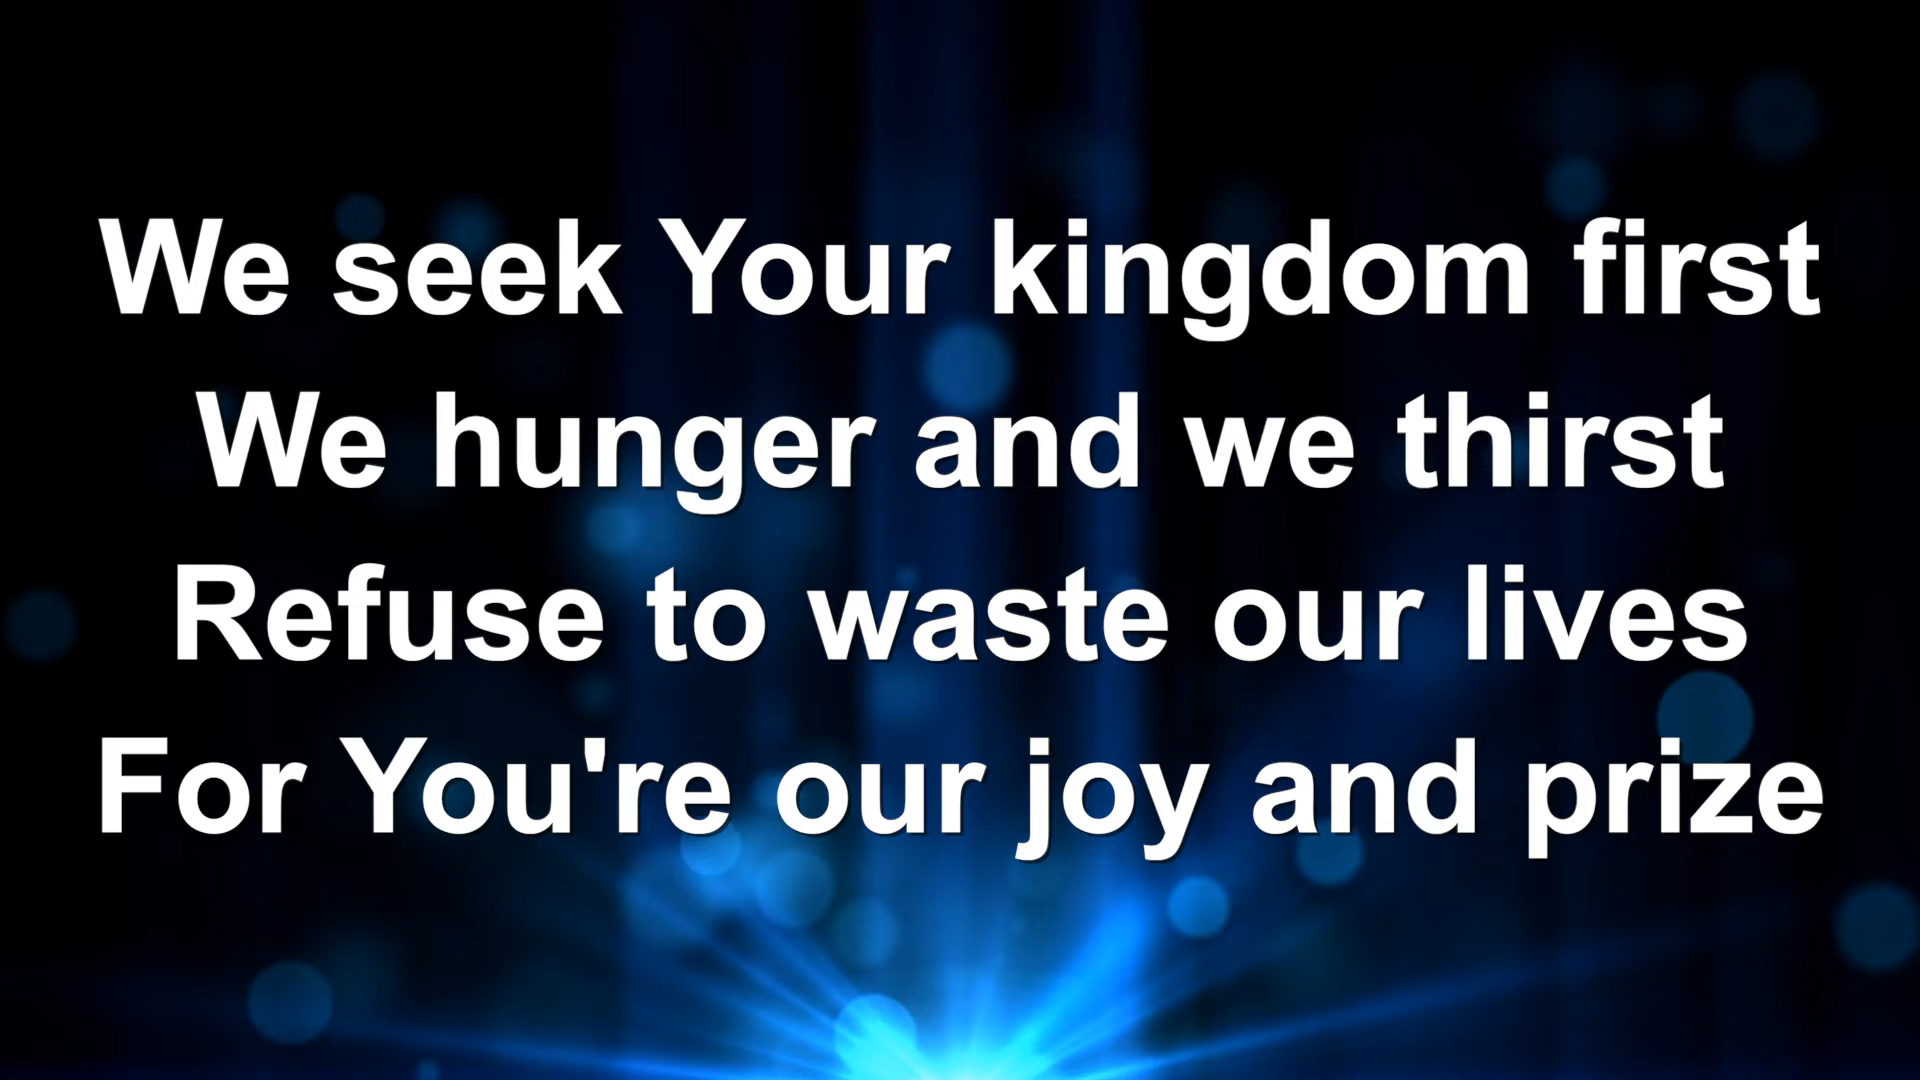 We seek Your kingdom first
We hunger and we thirst
Refuse to waste our lives
For You're our joy and prize